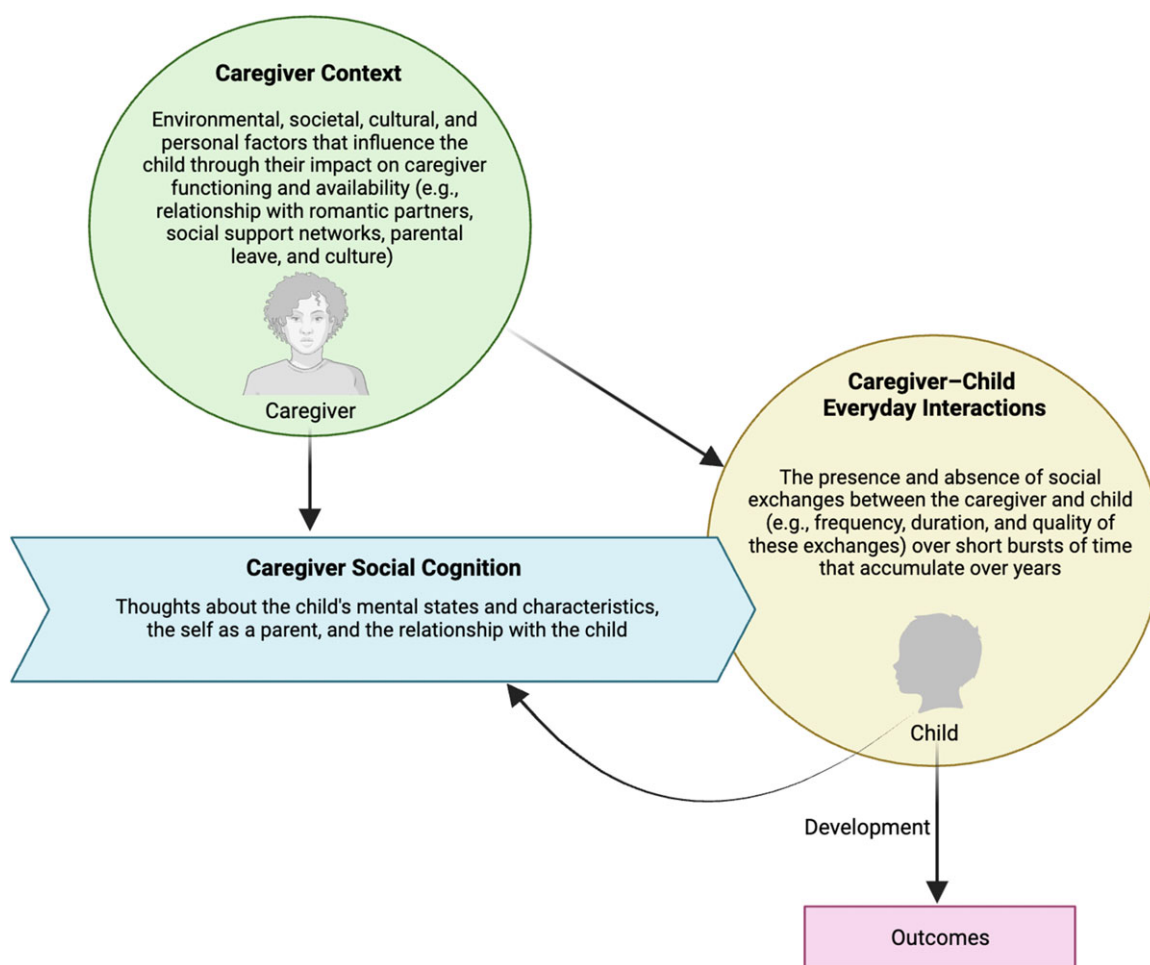 Caregiver Context
Environmental, societal, cultural, and
personal factors that influence the
child through their impact on caregiver
functioning and availability (e.g.,
relationship with romantic partners,
social support networks, parental
leave, and culture)
Caregiver
Caregiver–Child
Everyday Interactions
The presence and absence of social
exchanges between the caregiver and child
(e.g., frequency, duration, and quality of
these exchanges) over short bursts of time
that accumulate over years
Caregiver Social Cognition
Thoughts about the child's mental states and characteristics,
the self as a parent, and the relationship with the child
Child
Development
Outcomes